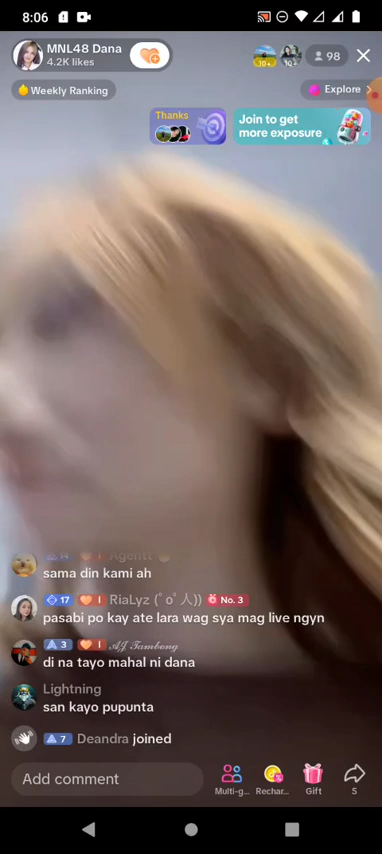 8:06
MNL48 Dana
4.2K likes
10+
10+
98
Weekly Ranking
Explore
Thanks
Join to get
more exposure
14 I Agentt
sama din kami ah
17 I RiaLyz (ﾟoﾟ人)) No. 3
pasabi po kay ate lara wag sya mag live ngyn
3 I 𝒜𝒥 𝒯𝒶𝓂𝒷𝑜𝓃𝑔
di na tayo mahal ni dana
Lightning
san kayo pupunta
7 Deandra joined
Add comment
Multi-g...
Rechar...
Gift
5